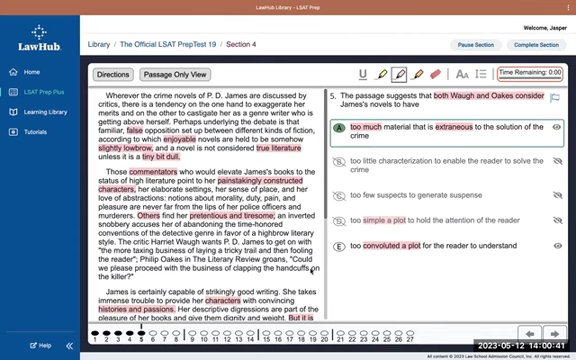 LawHub Library – LSAT Prep
LawHub
Home
LSAT Prep Plus
Learning Library
Tutorials
Help
Welcome, Jasper
Library / The Official LSAT PrepTest 19 / Section 4
Pause Section
Complete Section
Directions
Passage Only View
Time Remaining: 0:00
Wherever the crime novels of P. D. James are discussed by
critics, there is a tendency on the one hand to exaggerate her
merits and on the other to castigate her as a genre writer who is
getting above herself. Perhaps underlying the debate is that
familiar, false opposition set up between different kinds of fiction,
according to which enjoyable novels are held to be somehow
slightly lowbrow, and a novel is not considered true literature
unless it is a tiny bit dull.
Those commentators who would elevate James's books to the
status of high literature point to her painstakingly constructed
characters, her elaborate settings, her sense of place, and her
love of abstractions: notions about morality, duty, pain, and
pleasure are never far from the lips of her police officers and
murderers. Others find her pretentious and tiresome; an inverted
snobbery accuses her of abandoning the time-honored
conventions of the detective genre in favor of a highbrow literary
style. The critic Harriet Waugh wants P. D. James to get on with
"the more taxing business of laying a tricky trail and then fooling
the reader"; Philip Oakes in The Literary Review groans, "Could
we please proceed with the business of clapping the handcuffs on
the killer?"
James is certainly capable of strikingly good writing. She takes
immense trouble to provide her characters with convincing
histories and passions. Her descriptive digressions are part of the
pleasure of her books and give them dignity and weight. But it is
5. The passage suggests that both Waugh and Oakes consider
James's novels to have
A too much material that is extraneous to the solution of the
crime
B too little characterization to enable the reader to solve the
crime
C too few suspects to generate suspense
D too simple a plot to hold the attention of the reader
E too convoluted a plot for the reader to understand
1 2 3 4 5 6 7 8 9 10 11 12 13 14 15 16 17 18 19 20 21 22 23 24 25 26 27
2023-05-12 14:00:41